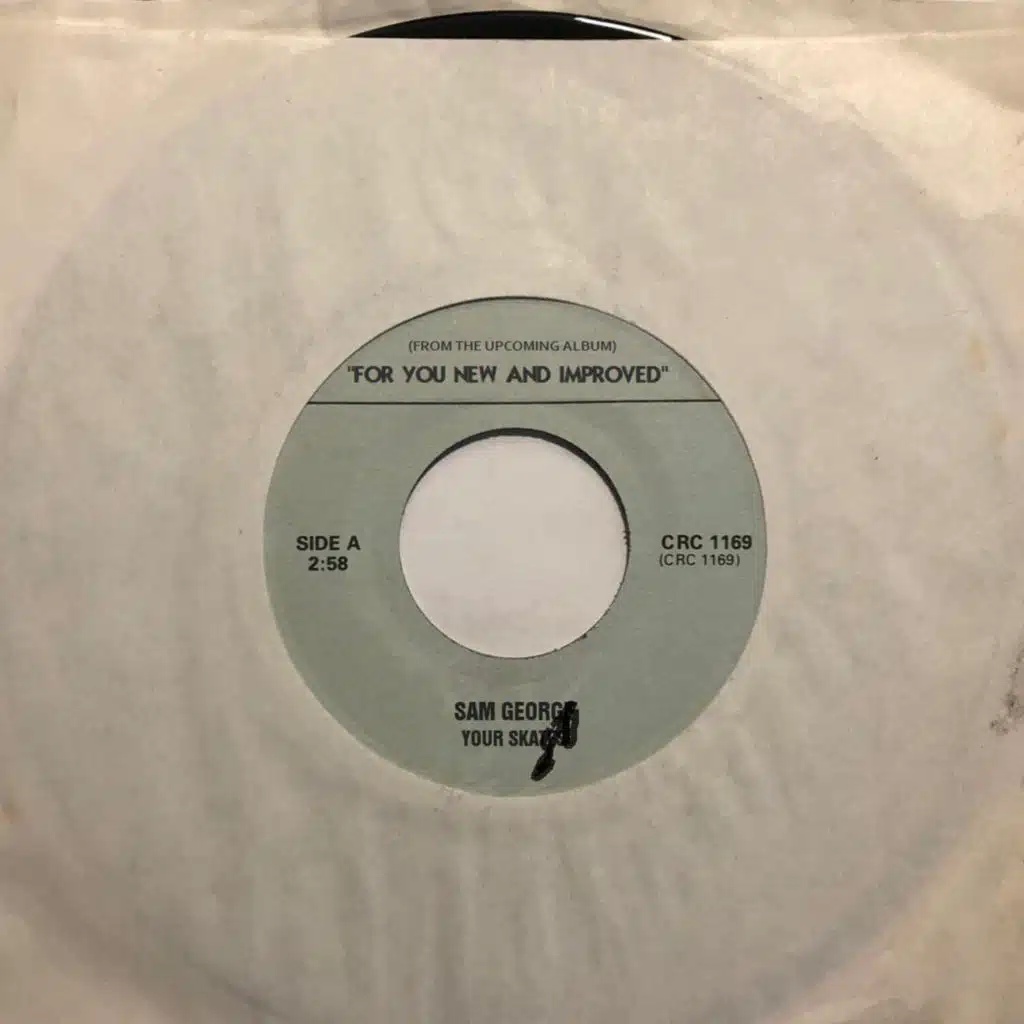 (FROM THE UPCOMING ALBUM)
"FOR YOU NEW AND IMPROVED"
SIDE A
2:58
CRC 1169
(CRC 1169)
SAM GEORGE
YOUR